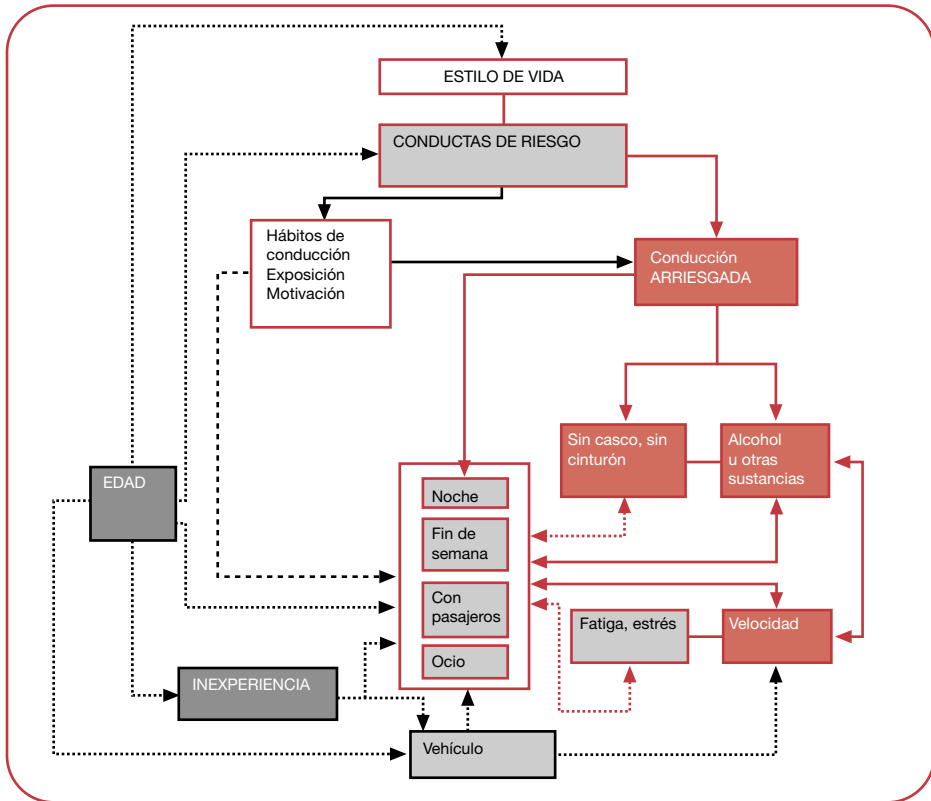 ESTILO DE VIDA
CONDUCTAS DE RIESGO
Hábitos de
conducción
Exposición
Motivación
Conducción
ARRIESGADA
Sin casco, sin
cinturón
Alcohol
u otras
sustancias
EDAD
Noche
Fin de
semana
Con
pasajeros
Ocio
Fatiga, estrés
Velocidad
INEXPERIENCIA
Vehículo